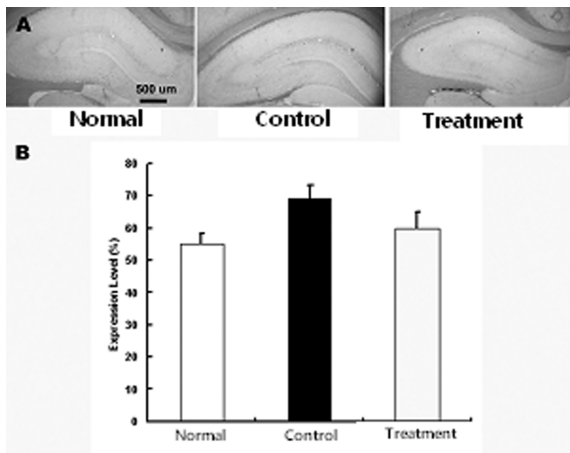 A
500 um
Normal Control Treatment
B
80
70
60
50
40
30
20
10
0
Expression Level (%)
Normal Control Treatment